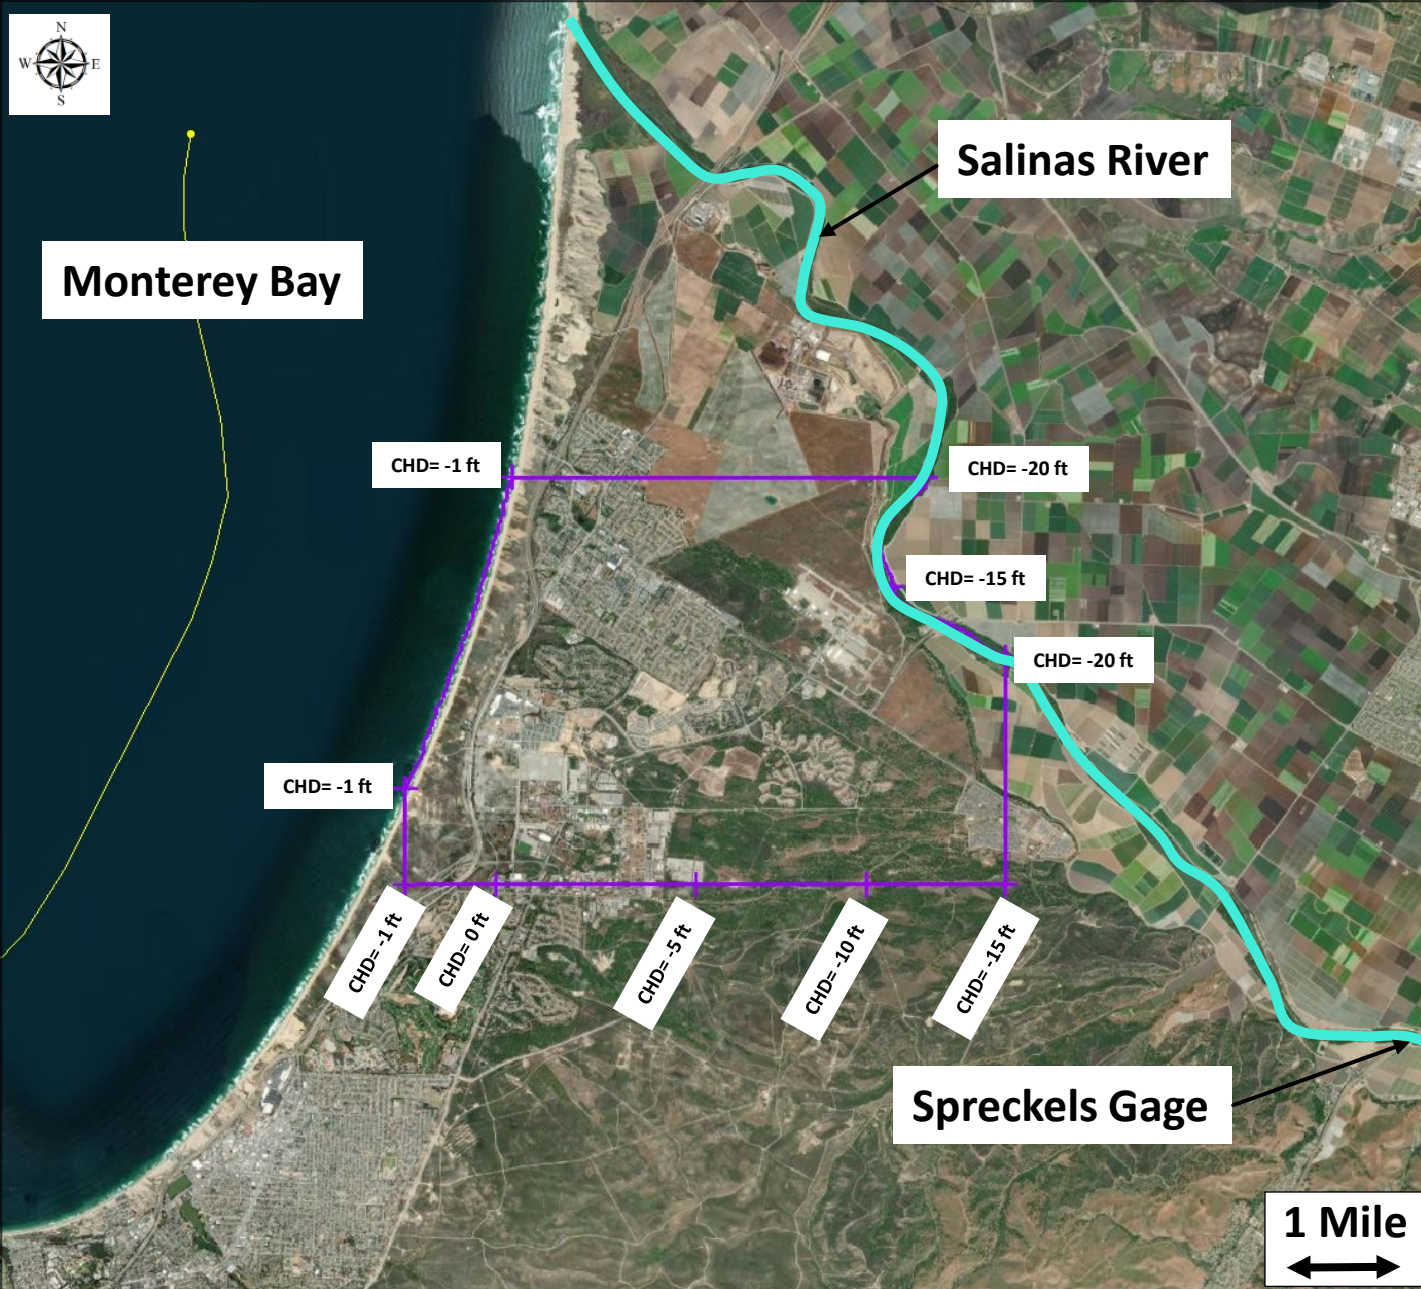 N
W E
S
Salinas River
Monterey Bay
CHD= -1 ft
CHD= -20 ft
CHD= -15 ft
CHD= -20 ft
CHD= -1 ft
CHD= -1 ft
CHD= 0 ft
CHD= -5 ft
CHD= -10 ft
CHD= -15 ft
Spreckels Gage
1 Mile